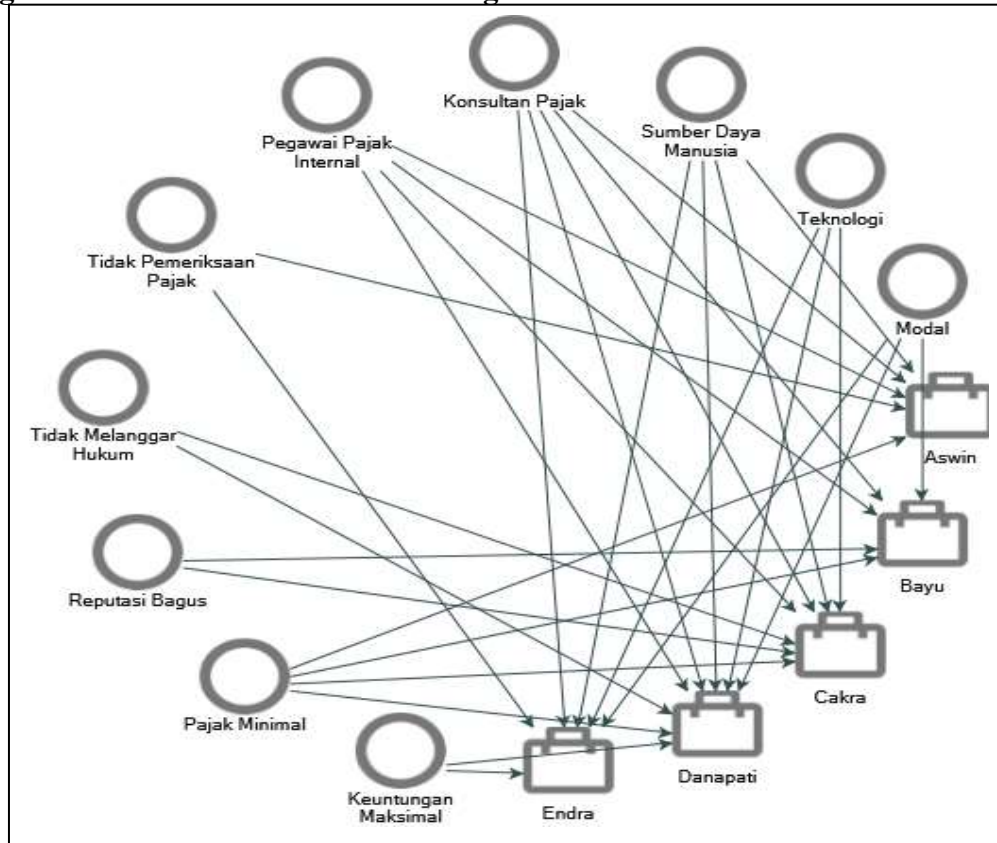 Konsultan Pajak
Sumber Daya
Manusia
Pegawai Pajak
Internal
Teknologi
Tidak Pemeriksaan
Pajak
Modal
Tidak Melanggar
Hukum
Aswin
Bayu
Reputasi Bagus
Cakra
Pajak Minimal
Danapati
Keuntungan
Maksimal
Endra